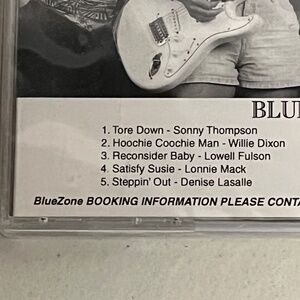 BLU
1. Tore Down - Sonny Thompson
2. Hoochie Coochie Man - Willie Dixon
3. Reconsider Baby - Lowell Fulson
4. Satisfy Susie - Lonnie Mack
5. Steppin' Out - Denise Lasalle
BlueZone BOOKING INFORMATION PLEASE CONTA